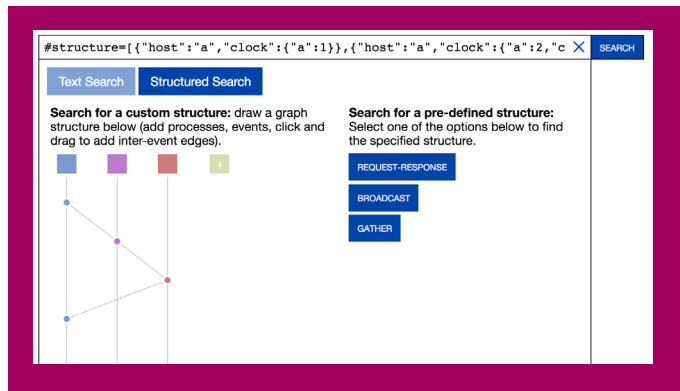 #structure=[{"host":"a","clock":{"a":1}},{"host":"a","clock":{"a":2,"c
SEARCH
Text Search
Structured Search
Search for a custom structure: draw a graph
structure below (add processes, events, click and
drag to add inter-event edges).
+
Search for a pre-defined structure:
Select one of the options below to find
the specified structure.
REQUEST-RESPONSE
BROADCAST
GATHER